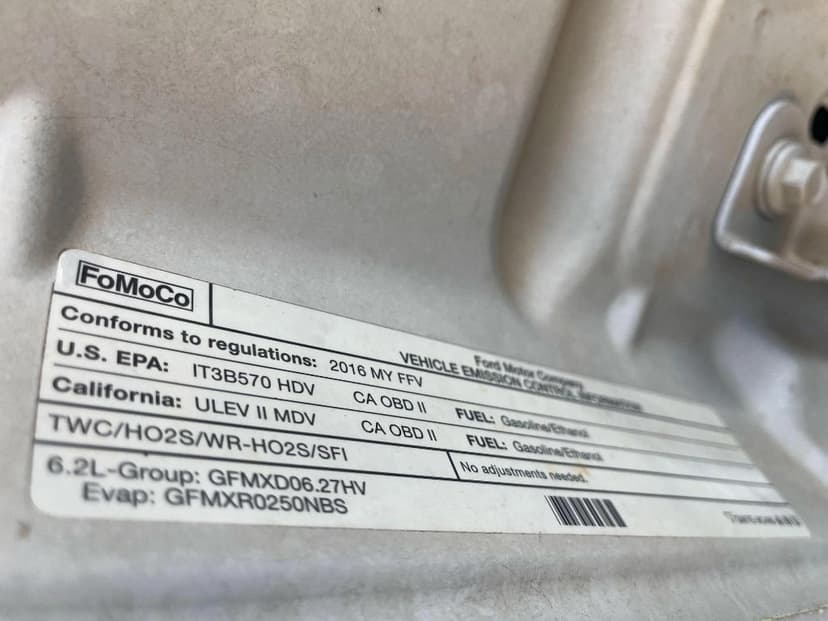 FoMoCo
Ford Motor Company
VEHICLE EMISSION CONTROL INFORMATION
Conforms to regulations: 2016 MY FFV
U.S. EPA: IT3B570 HDV CA OBD II FUEL: Gasoline/Ethanol
California: ULEV II MDV CA OBD II FUEL: Gasoline/Ethanol
TWC/HO2S/WR-HO2S/SFI No adjustments needed.
6.2L-Group: GFMXD06.27HV
Evap: GFMXR0250NBS